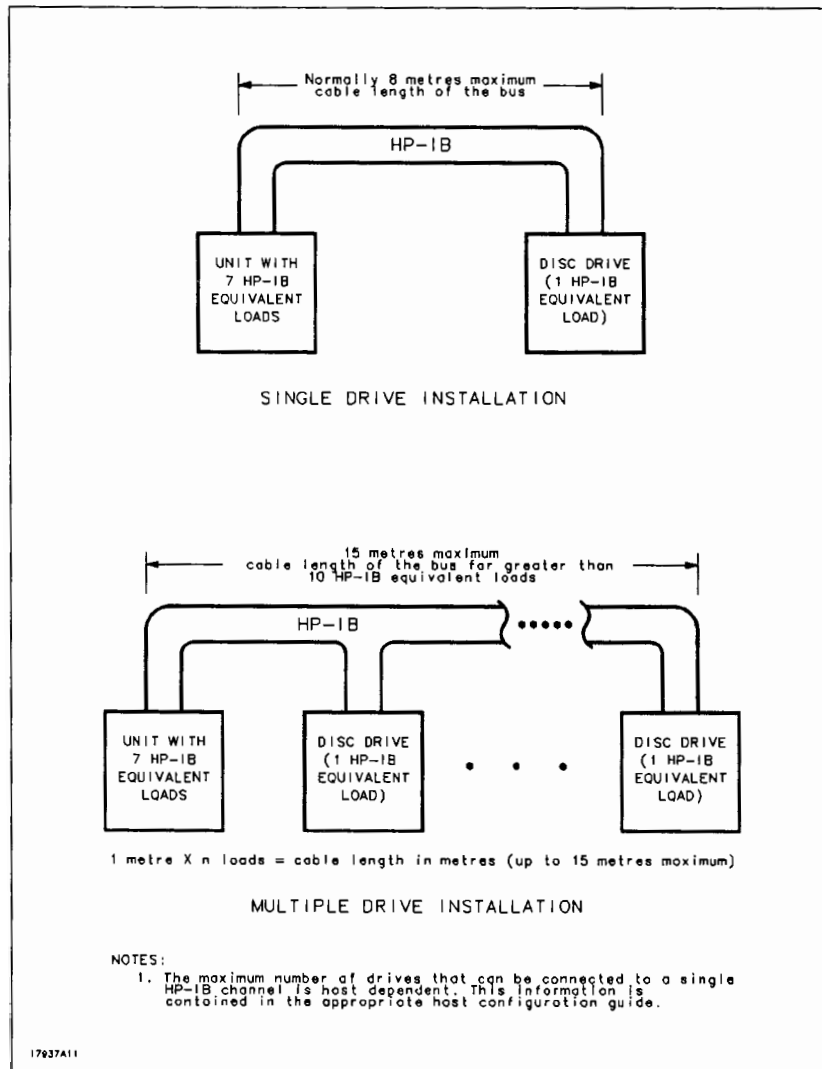 Normally 8 metres maximum
cable length of the bus
HP-IB
UNIT WITH
7 HP-IB
EQUIVALENT
LOADS
DISC DRIVE
(1 HP-IB
EQUIVALENT
LOAD)
SINGLE DRIVE INSTALLATION
15 metres maximum
cable length of the bus for greater than
10 HP-IB equivalent loads
HP-IB
UNIT WITH
7 HP-IB
EQUIVALENT
LOADS
DISC DRIVE
(1 HP-IB
EQUIVALENT
LOAD)
DISC DRIVE
(1 HP-IB
EQUIVALENT
LOAD)
1 metre X n loads = cable length in metres (up to 15 metres maximum)
MULTIPLE DRIVE INSTALLATION
NOTES:
1. The maximum number of drives that can be connected to a single
HP-IB channel is host dependent. This information is
contained in the appropriate host configuration guide.
17937A11